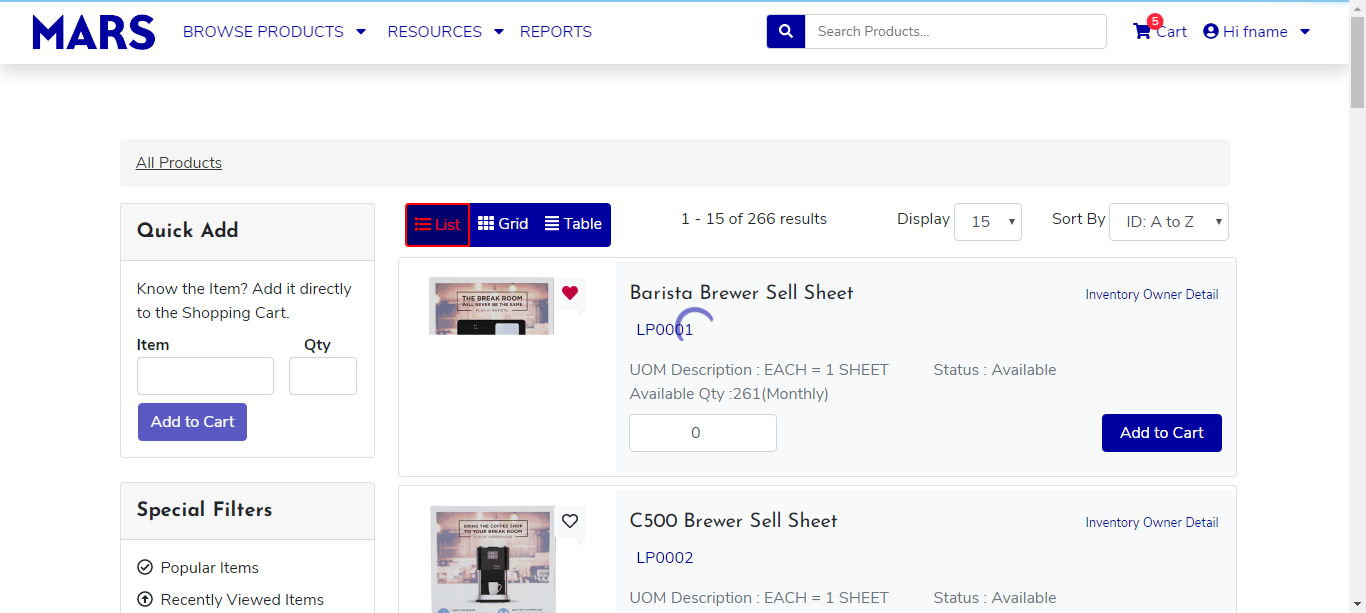 MARS
BROWSE PRODUCTS RESOURCES REPORTS
Search Products...
5
Cart Hi fname
All Products
Quick Add
Know the Item? Add it directly
to the Shopping Cart.
Item Qty
Add to Cart
Special Filters
Popular Items
Recently Viewed Items
List Grid Table
1 - 15 of 266 results
Display 15 Sort By ID: A to Z
THE BREAK ROOM
WILL NEVER BE THE SAME
Barista Brewer Sell Sheet Inventory Owner Detail
LP0001
UOM Description : EACH = 1 SHEET Status : Available
Available Qty :261(Monthly)
0 Add to Cart
BRING THE COFFEE SHOP
TO YOUR BREAK ROOM
C500 Brewer Sell Sheet Inventory Owner Detail
LP0002
UOM Description : EACH = 1 SHEET Status : Available